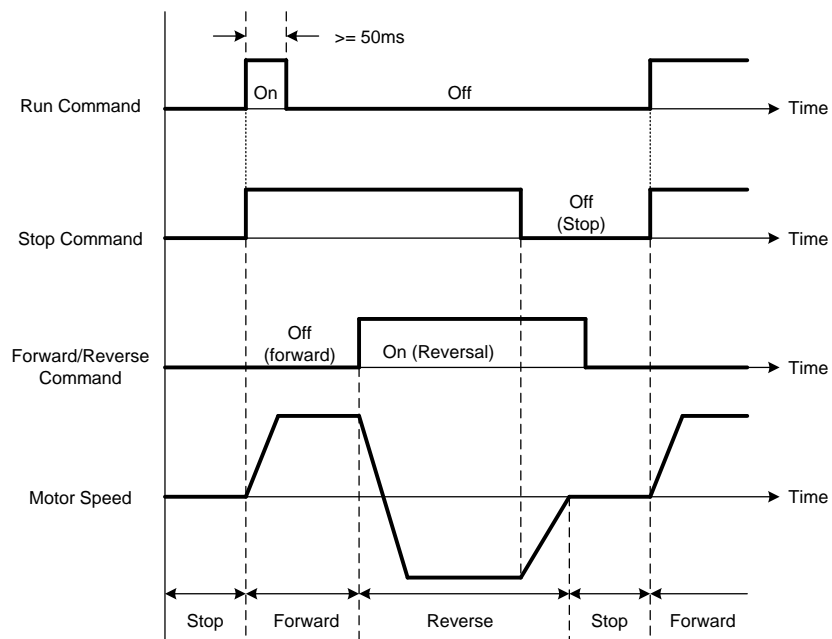 >= 50ms
Run Command
On
Off
Time
Stop Command
Off
(Stop)
Time
Forward/Reverse
Command
Off
(forward)
On (Reversal)
Time
Motor Speed
Time
Stop
Forward
Reverse
Stop
Forward